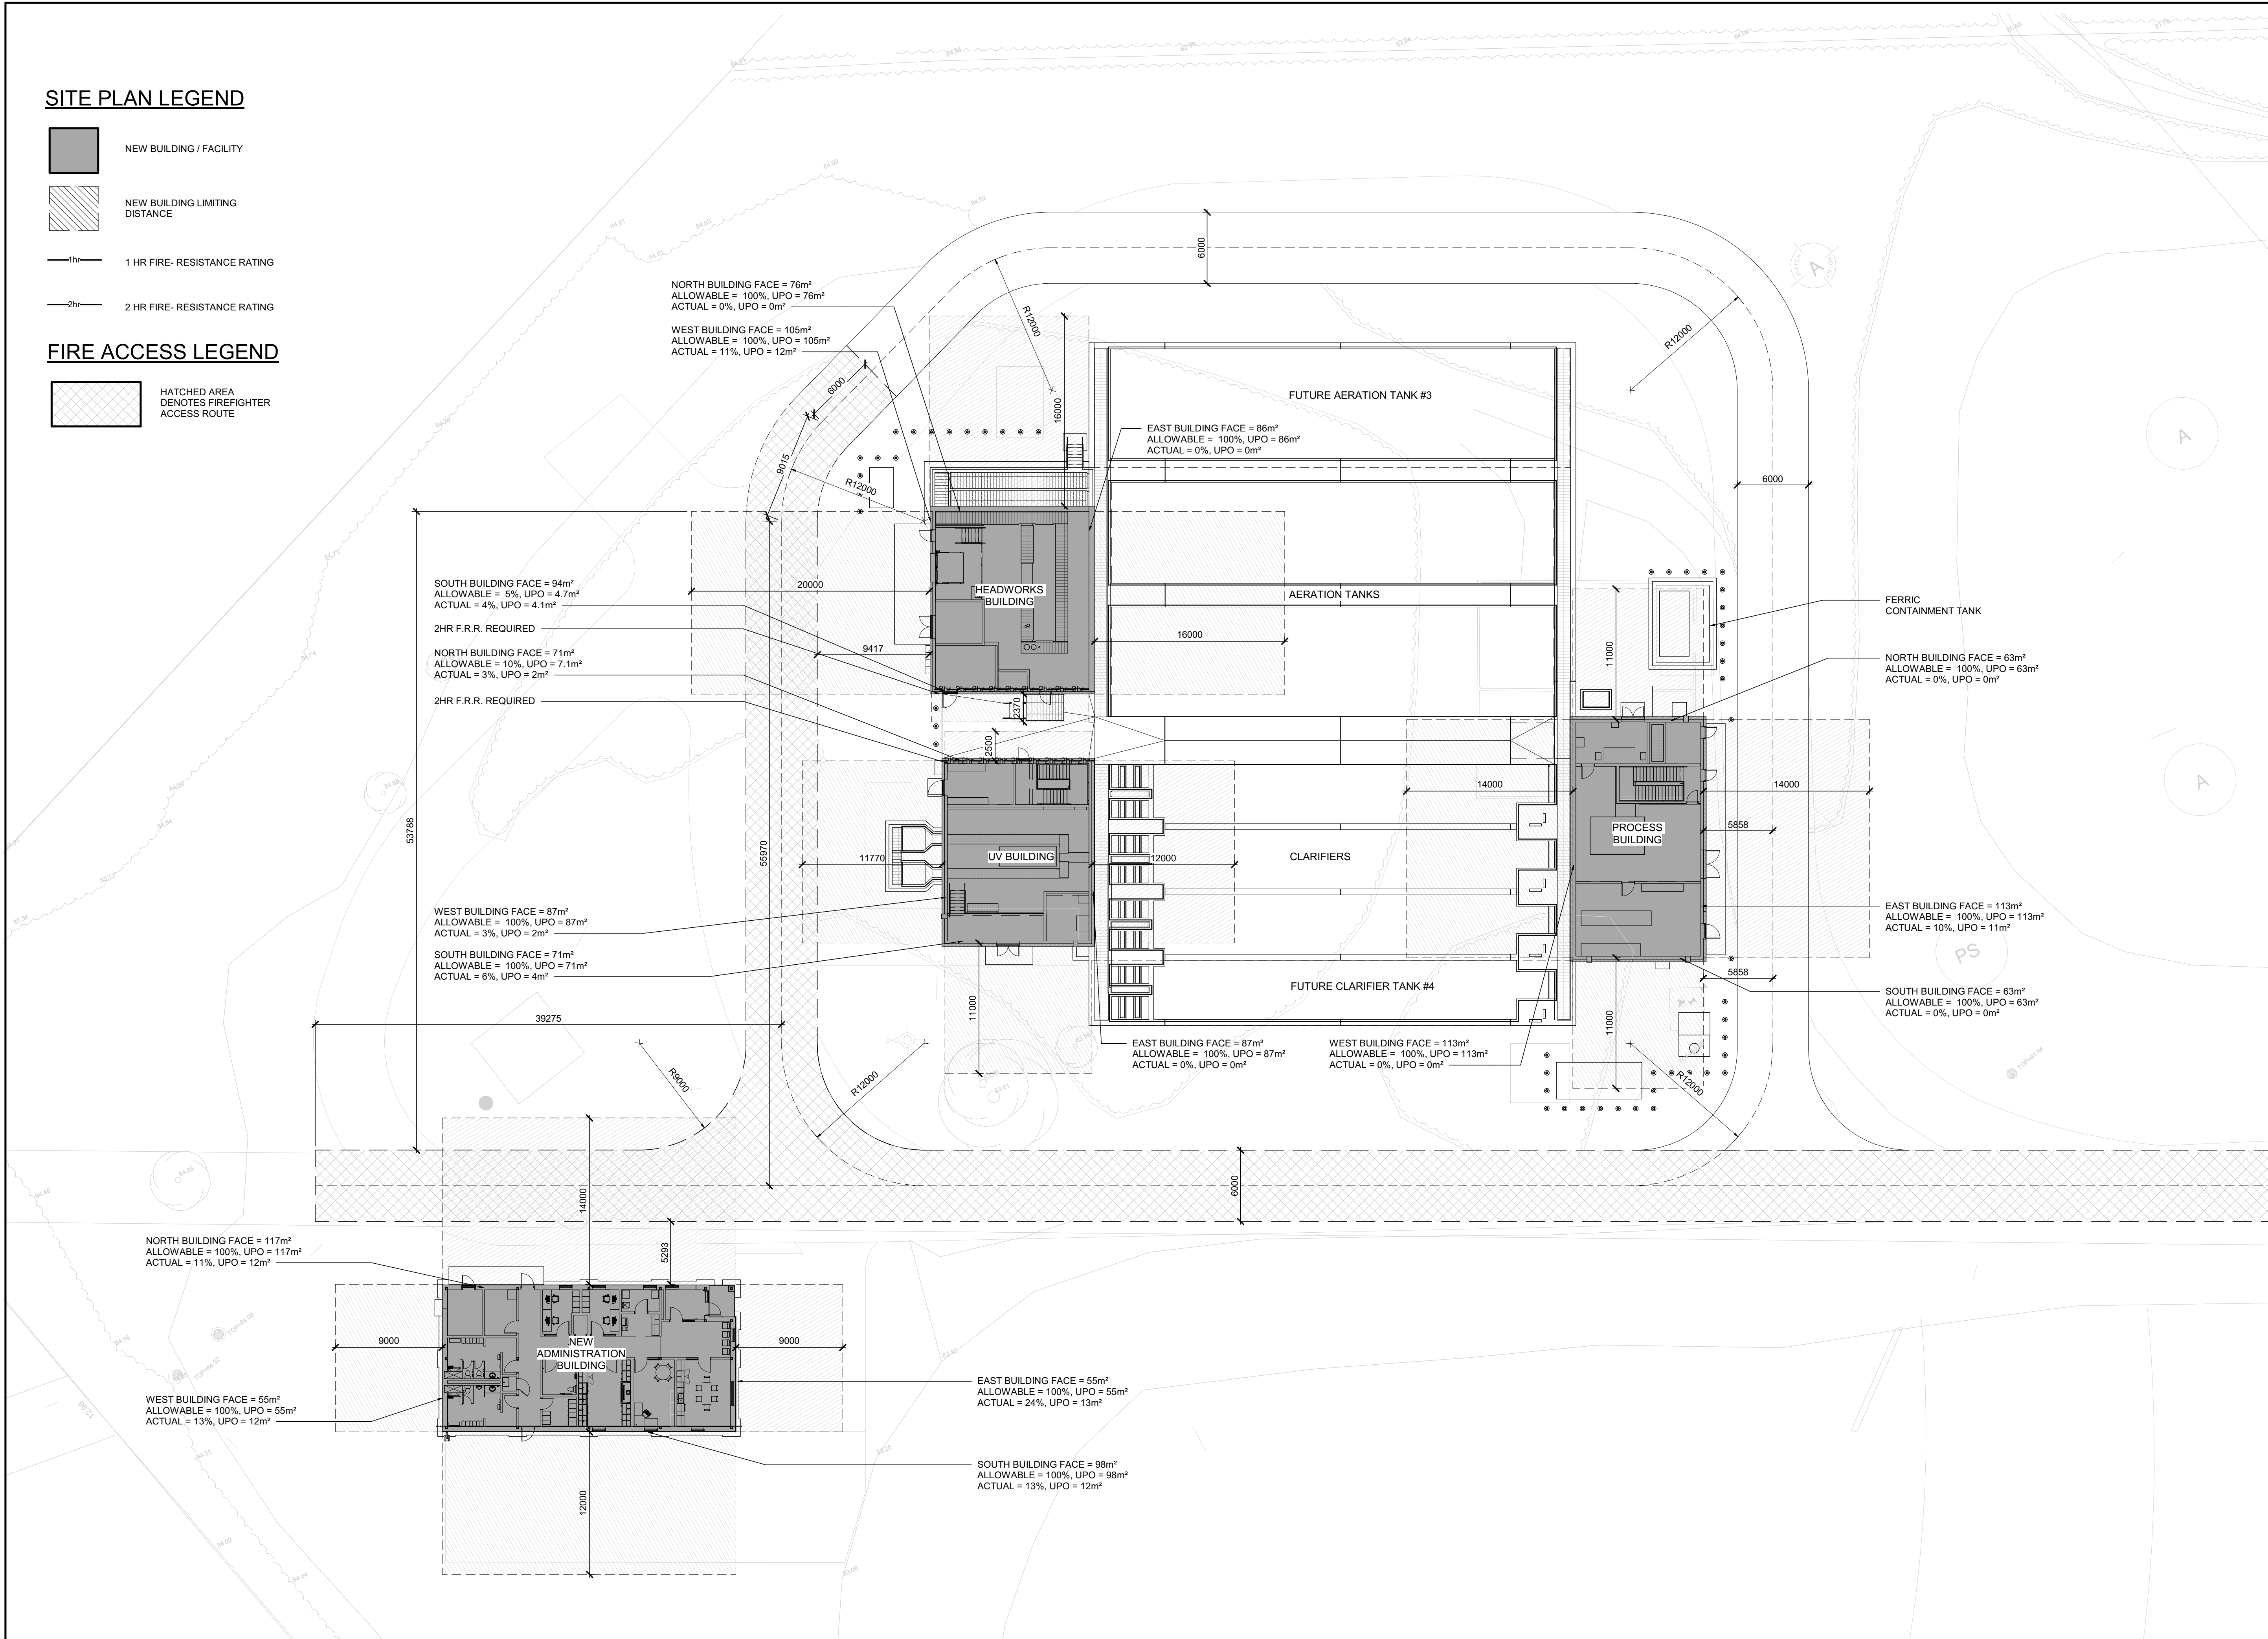 SITE PLAN LEGEND
NEW BUILDING / FACILITY
NEW BUILDING LIMITING
DISTANCE
1hr
1 HR FIRE- RESISTANCE RATING
2hr
2 HR FIRE- RESISTANCE RATING
FIRE ACCESS LEGEND
HATCHED AREA
DENOTES FIREFIGHTER
ACCESS ROUTE
NORTH BUILDING FACE = 76m²
ALLOWABLE = 100%, UPO = 76m²
ACTUAL = 0%, UPO = 0m²
WEST BUILDING FACE = 105m²
ALLOWABLE = 100%, UPO = 105m²
ACTUAL = 11%, UPO = 12m²
6000
R12000
R12000
6000
16000
9015
R12000
FUTURE AERATION TANK #3
EAST BUILDING FACE = 86m²
ALLOWABLE = 100%, UPO = 86m²
ACTUAL = 0%, UPO = 0m²
6000
SOUTH BUILDING FACE = 94m²
ALLOWABLE = 5%, UPO = 4.7m²
ACTUAL = 4%, UPO = 4.1m²
2HR F.R.R. REQUIRED
NORTH BUILDING FACE = 71m²
ALLOWABLE = 10%, UPO = 7.1m²
ACTUAL = 3%, UPO = 2m²
2HR F.R.R. REQUIRED
20000
HEADWORKS
BUILDING
AERATION TANKS
16000
9417
2370
2500
11000
FERRIC
CONTAINMENT TANK
NORTH BUILDING FACE = 63m²
ALLOWABLE = 100%, UPO = 63m²
ACTUAL = 0%, UPO = 0m²
14000
14000
53788
55970
11770
UV BUILDING
12000
CLARIFIERS
PROCESS
BUILDING
5858
WEST BUILDING FACE = 87m²
ALLOWABLE = 100%, UPO = 87m²
ACTUAL = 3%, UPO = 2m²
SOUTH BUILDING FACE = 71m²
ALLOWABLE = 100%, UPO = 71m²
ACTUAL = 6%, UPO = 4m²
EAST BUILDING FACE = 113m²
ALLOWABLE = 100%, UPO = 113m²
ACTUAL = 10%, UPO = 11m²
PS
5858
FUTURE CLARIFIER TANK #4
SOUTH BUILDING FACE = 63m²
ALLOWABLE = 100%, UPO = 63m²
ACTUAL = 0%, UPO = 0m²
11000
11000
39275
EAST BUILDING FACE = 87m²
ALLOWABLE = 100%, UPO = 87m²
ACTUAL = 0%, UPO = 0m²
WEST BUILDING FACE = 113m²
ALLOWABLE = 100%, UPO = 113m²
ACTUAL = 0%, UPO = 0m²
R9000
R12000
R12000
14000
6000
5293
NORTH BUILDING FACE = 117m²
ALLOWABLE = 100%, UPO = 117m²
ACTUAL = 11%, UPO = 12m²
9000
NEW
ADMINISTRATION
BUILDING
9000
WEST BUILDING FACE = 55m²
ALLOWABLE = 100%, UPO = 55m²
ACTUAL = 13%, UPO = 12m²
EAST BUILDING FACE = 55m²
ALLOWABLE = 100%, UPO = 55m²
ACTUAL = 24%, UPO = 13m²
SOUTH BUILDING FACE = 98m²
ALLOWABLE = 100%, UPO = 98m²
ACTUAL = 13%, UPO = 12m²
12000